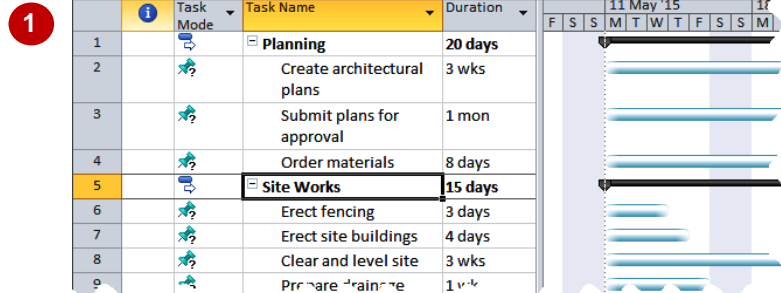 1
Task Mode
Task Name
Duration
11 May '15
F S S M T W T F S S M
1 Planning 20 days
2 Create architectural plans 3 wks
3 Submit plans for approval 1 mon
4 Order materials 8 days
5 Site Works 15 days
6 Erect fencing 3 days
7 Erect site buildings 4 days
8 Clear and level site 3 wks